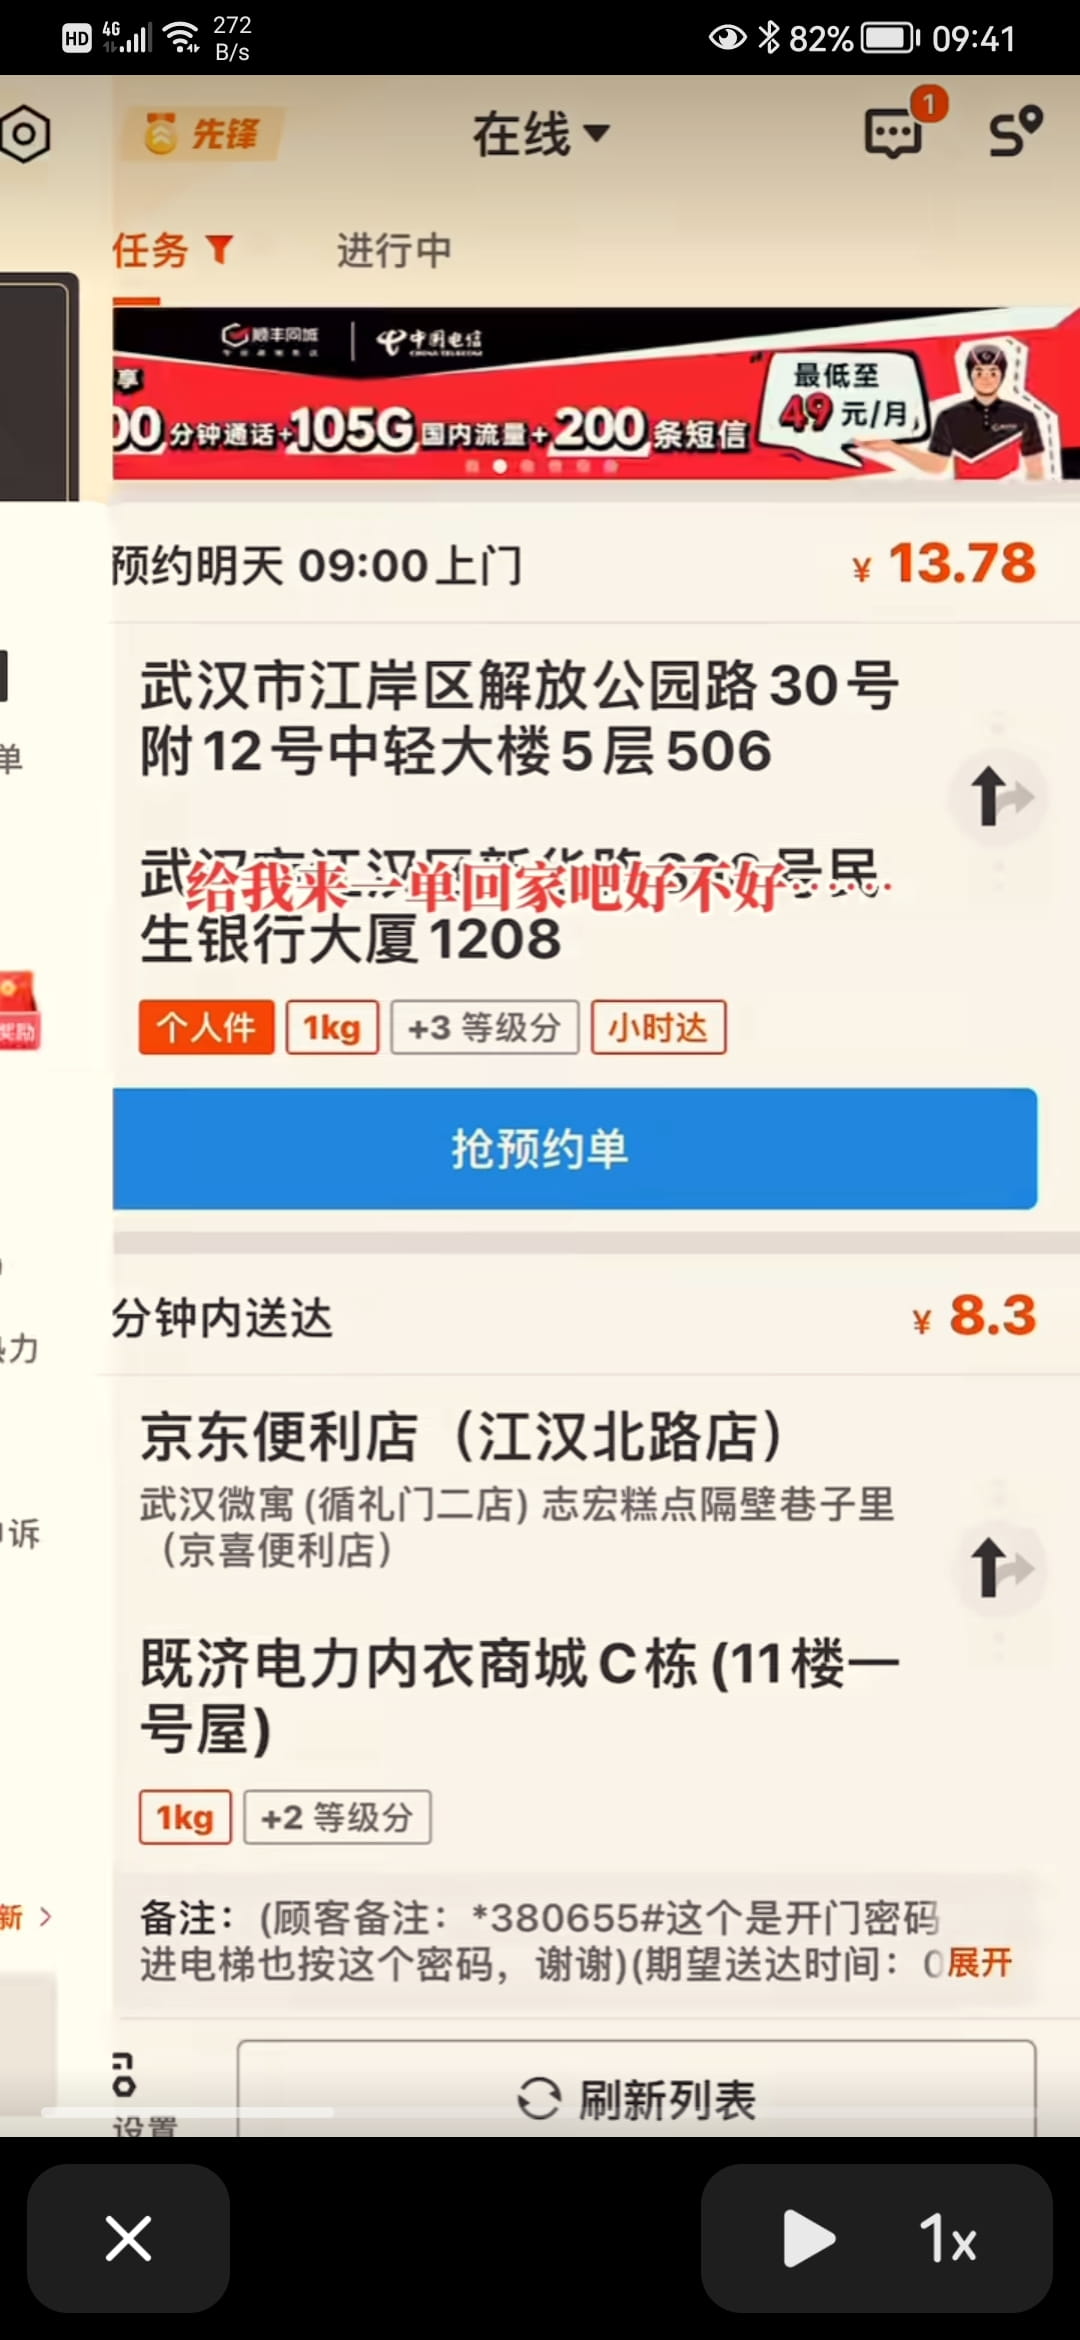 HD 4G 272 B/s 82% 09:41
先锋 在线 1
任务 进行中
顺丰同城 中国电信
CHINA TELECOM
享
00分钟通话+105G国内流量+200条短信
最低至
49元/月
预约明天 09:00上门 ¥ 13.78
武汉市江岸区解放公园路30号
附12号中轻大楼5层506
单
给我来一单回家吧好不好……
生银行大厦1208
奖励
个人件 1kg +3 等级分 小时达
抢预约单
分钟内送达 ¥ 8.3
力
京东便利店（江汉北路店）
武汉微寓(循礼门二店) 志宏糕点隔壁巷子里
（京喜便利店）
诉
既济电力内衣商城C栋(11楼一
号屋)
1kg +2 等级分
新 >
备注：(顾客备注：*380655#这个是开门密码
进电梯也按这个密码，谢谢)(期望送达时间：0展开
刷新列表
设置
1x